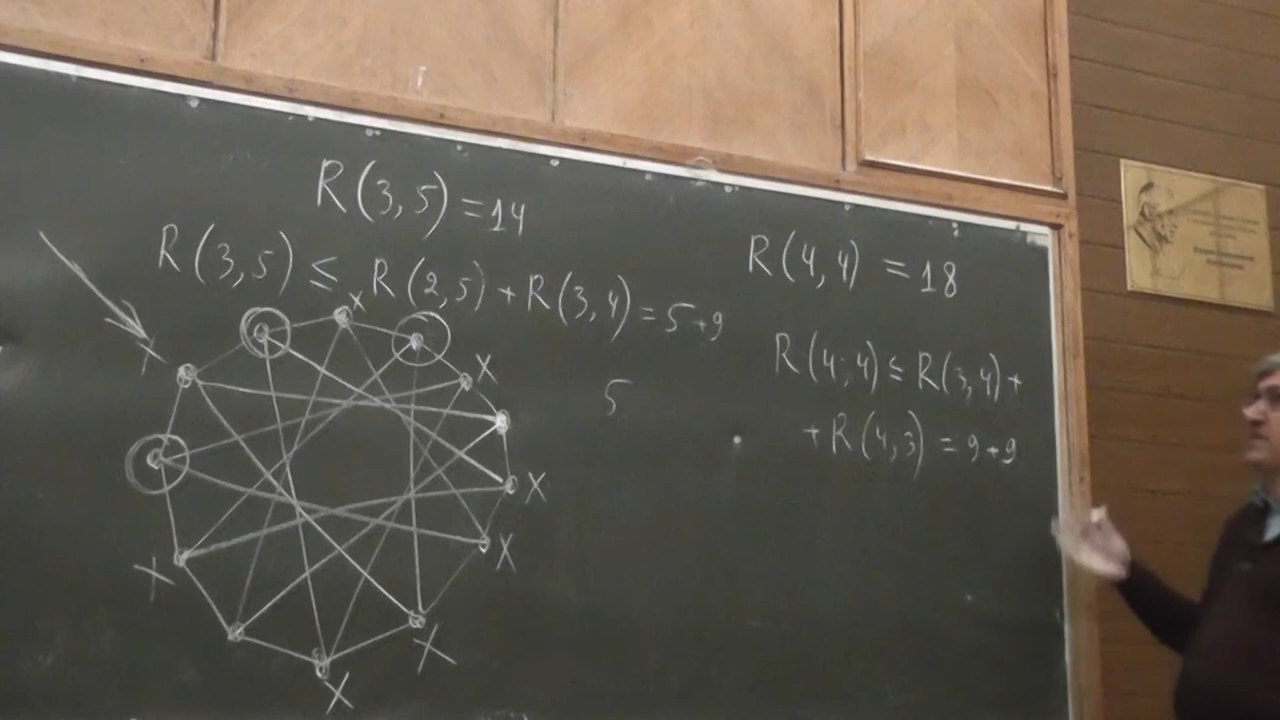 R(3,5)=14
R(3,5) ≤ R(2,5)+R(3,4)=5+9
5
R(4,4) =18
R(4;4) ≤ R(3,4)+
+R(4,3) =9+9
X
X
X
X
X
X
X
X